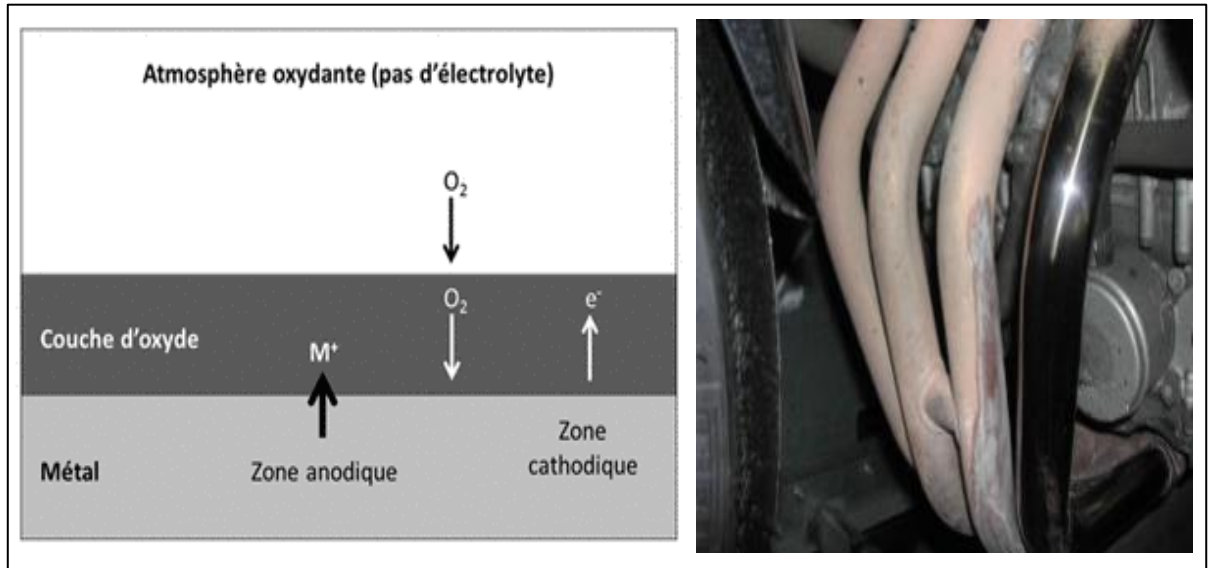 Atmosphère oxydante (pas d'électrolyte)
O₂
O₂
e⁻
Couche d'oxyde
M⁺
Zone
cathodique
Métal
Zone anodique